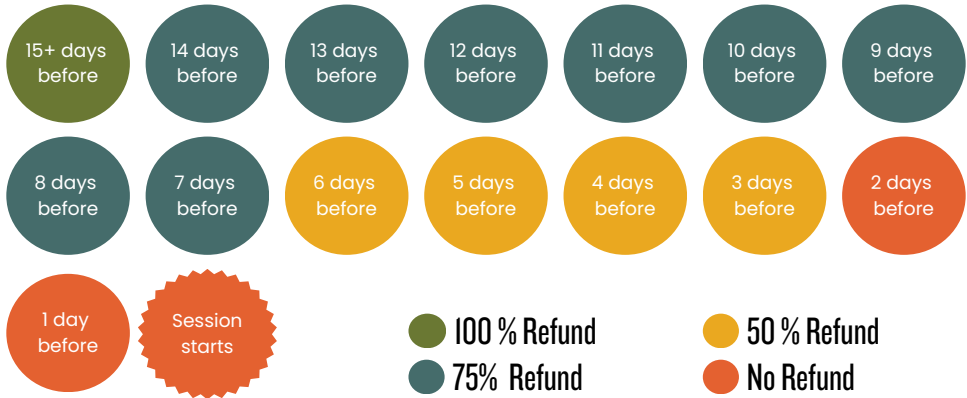 15+ days
before
14 days
before
13 days
before
12 days
before
11 days
before
10 days
before
9 days
before
8 days
before
7 days
before
6 days
before
5 days
before
4 days
before
3 days
before
2 days
before
1 day
before
Session
starts
100 % Refund
50 % Refund
75% Refund
No Refund